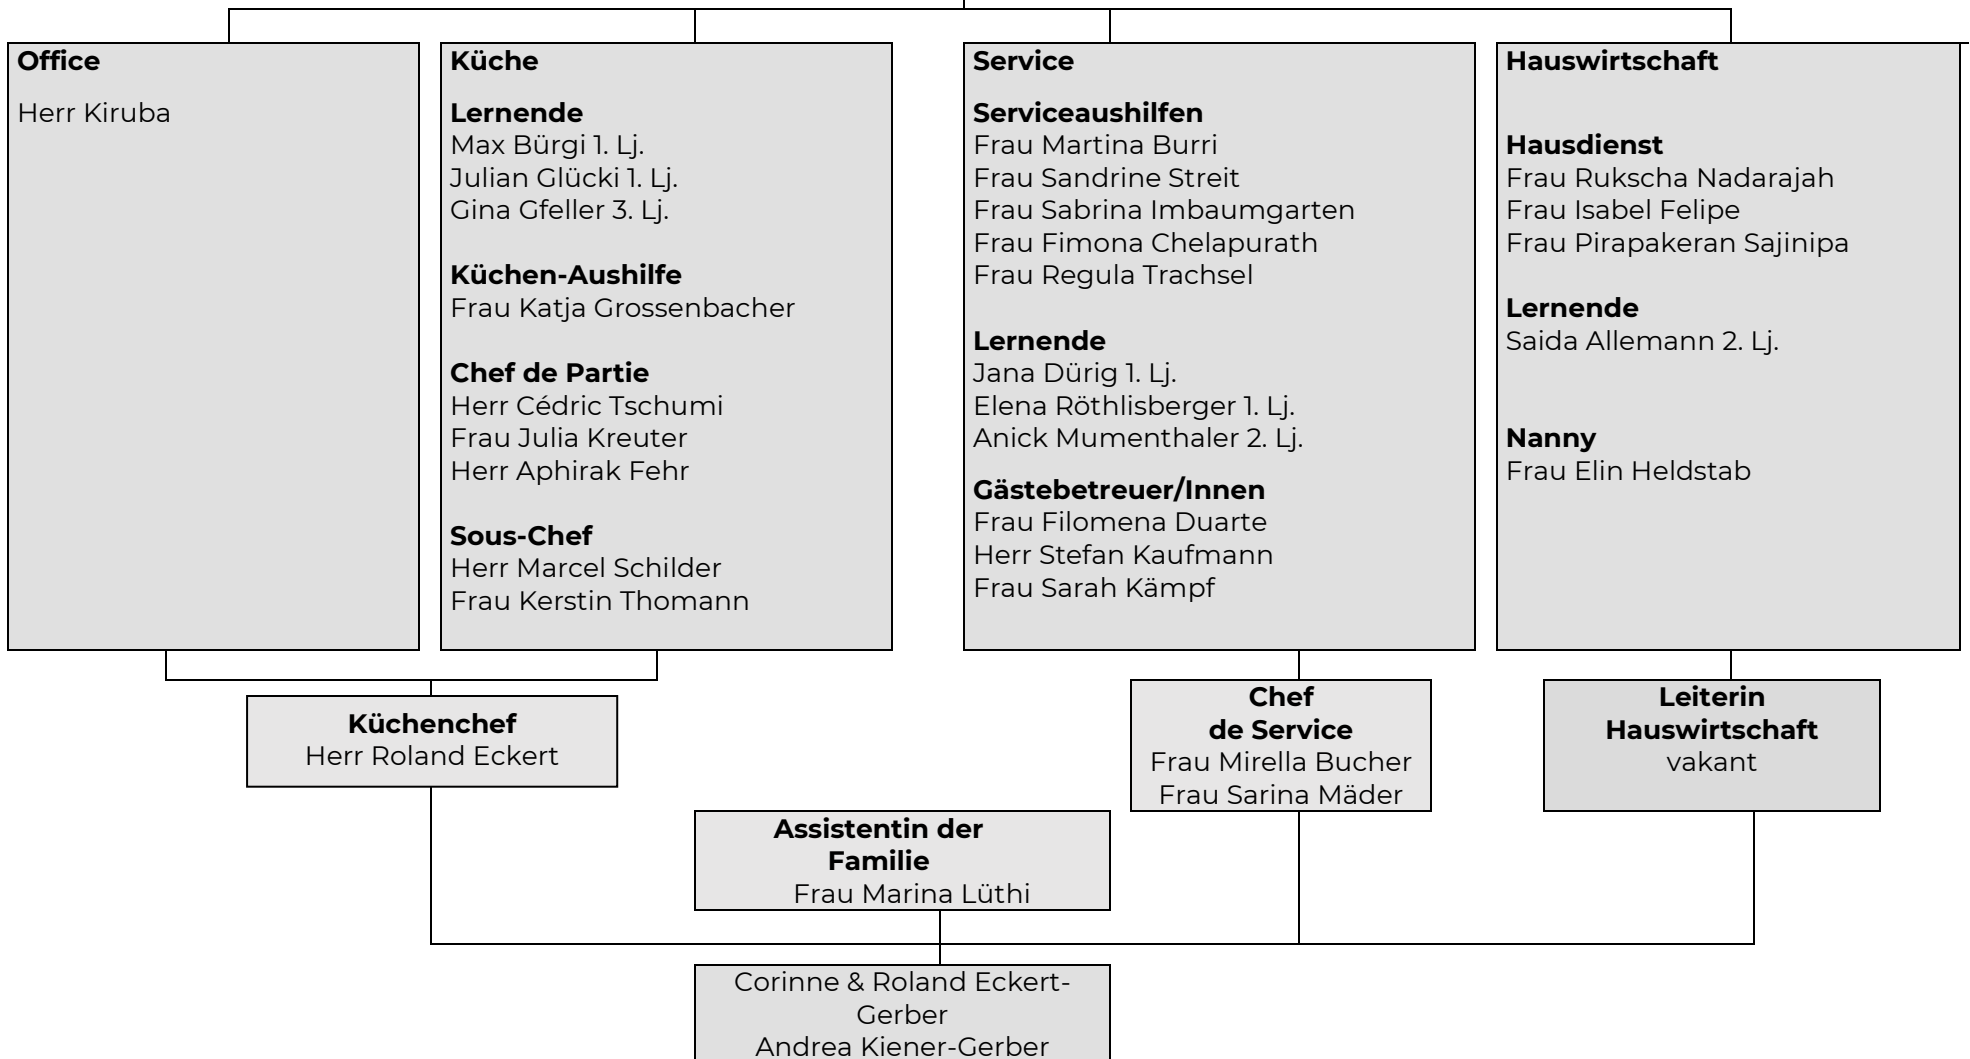 Office
Herr Kiruba
Küche
Lernende
Max Bürgi 1. Lj.
Julian Glücki 1. Lj.
Gina Gfeller 3. Lj.
Küchen-Aushilfe
Frau Katja Grossenbacher
Chef de Partie
Herr Cédric Tschumi
Frau Julia Kreuter
Herr Aphirak Fehr
Sous-Chef
Herr Marcel Schilder
Frau Kerstin Thomann
Service
Serviceaushilfen
Frau Martina Burri
Frau Sandrine Streit
Frau Sabrina Imbaumgarten
Frau Fimona Chelapurath
Frau Regula Trachsel
Lernende
Jana Dürig 1. Lj.
Elena Röthlisberger 1. Lj.
Anick Mumenthaler 2. Lj.
Gästebetreuer/Innen
Frau Filomena Duarte
Herr Stefan Kaufmann
Frau Sarah Kämpf
Hauswirtschaft
Hausdienst
Frau Rukscha Nadarajah
Frau Isabel Felipe
Frau Pirapakeran Sajinipa
Lernende
Saida Allemann 2. Lj.
Nanny
Frau Elin Heldstab
Küchenchef
Herr Roland Eckert
Chef
de Service
Frau Mirella Bucher
Frau Sarina Mäder
Leiterin
Hauswirtschaft
vakant
Assistentin der
Familie
Frau Marina Lüthi
Corinne & Roland Eckert-
Gerber
Andrea Kiener-Gerber